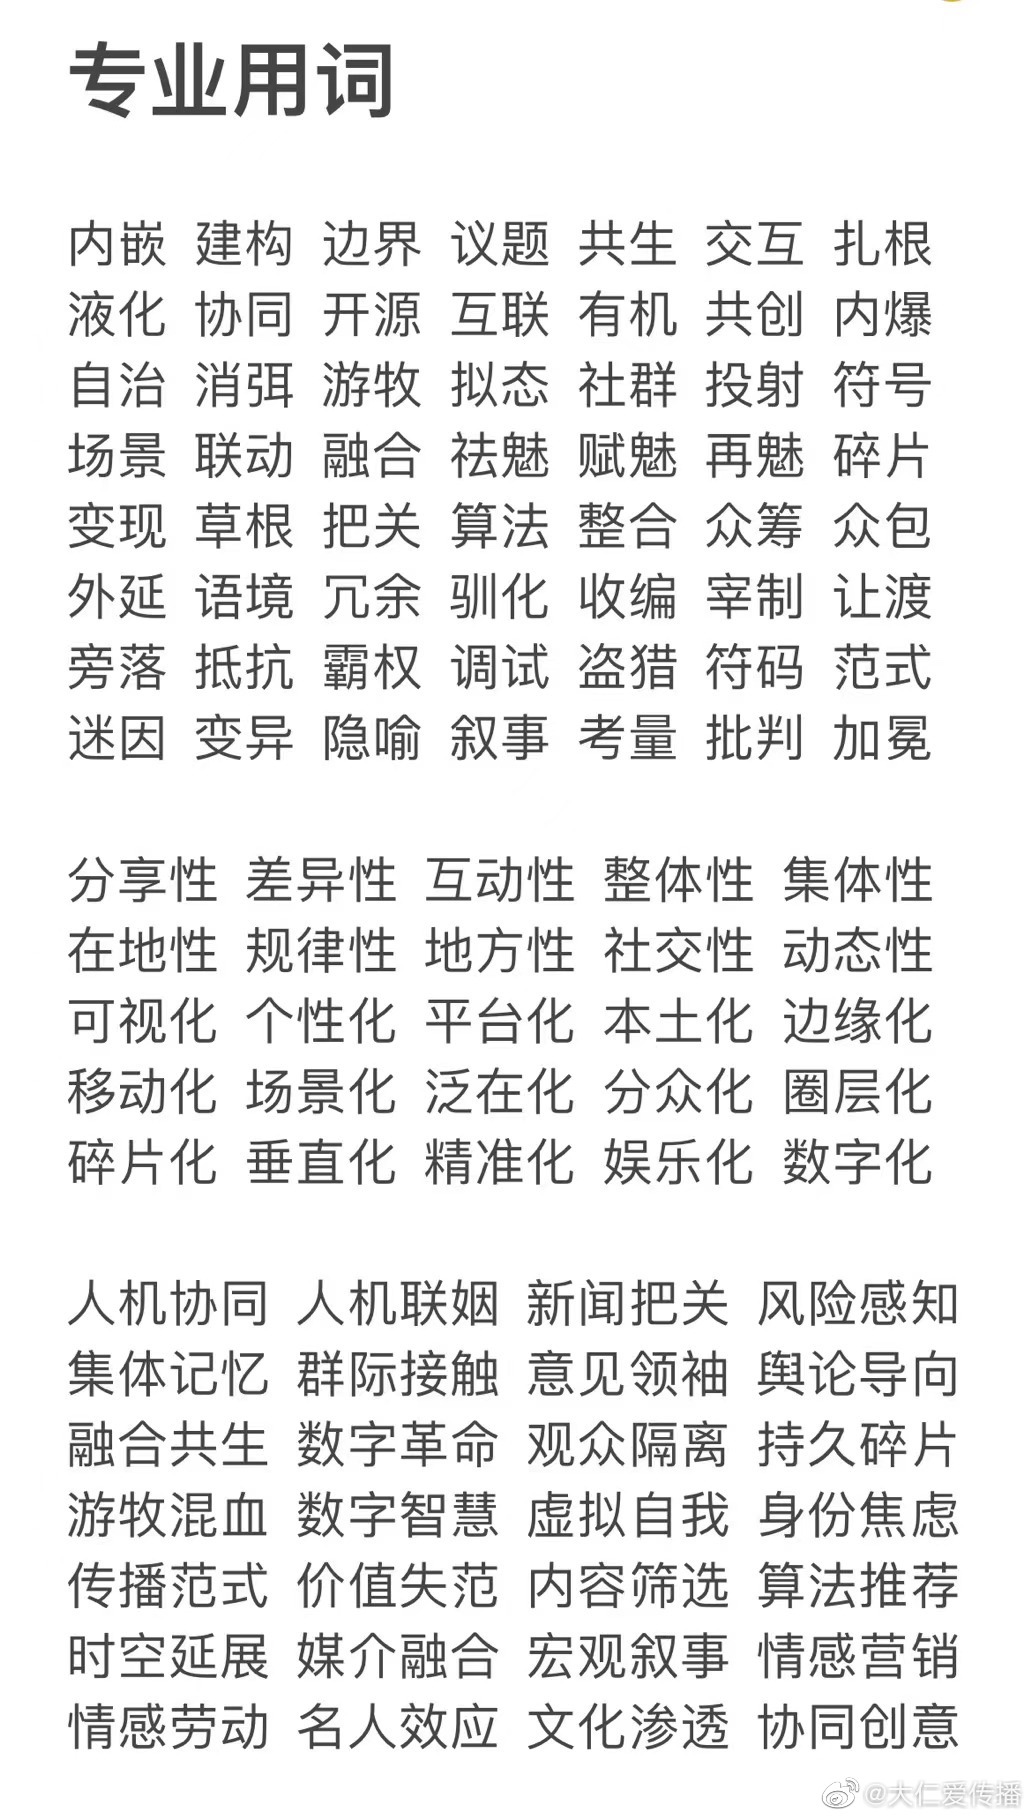 专业用词
内嵌 建构 边界 议题 共生 交互 扎根
液化 协同 开源 互联 有机 共创 内爆
自治 消弭 游牧 拟态 社群 投射 符号
场景 联动 融合 祛魅 赋魅 再魅 碎片
变现 草根 把关 算法 整合 众筹 众包
外延 语境 冗余 驯化 收编 宰制 让渡
旁落 抵抗 霸权 调试 盗猎 符码 范式
迷因 变异 隐喻 叙事 考量 批判 加冕
分享性 差异性 互动性 整体性 集体性
在地性 规律性 地方性 社交性 动态性
可视化 个性化 平台化 本土化 边缘化
移动化 场景化 泛在化 分众化 圈层化
碎片化 垂直化 精准化 娱乐化 数字化
人机协同 人机联姻 新闻把关 风险感知
集体记忆 群际接触 意见领袖 舆论导向
融合共生 数字革命 观众隔离 持久碎片
游牧混血 数字智慧 虚拟自我 身份焦虑
传播范式 价值失范 内容筛选 算法推荐
时空延展 媒介融合 宏观叙事 情感营销
情感劳动 名人效应 文化渗透 协同创意
@大仁爱传播